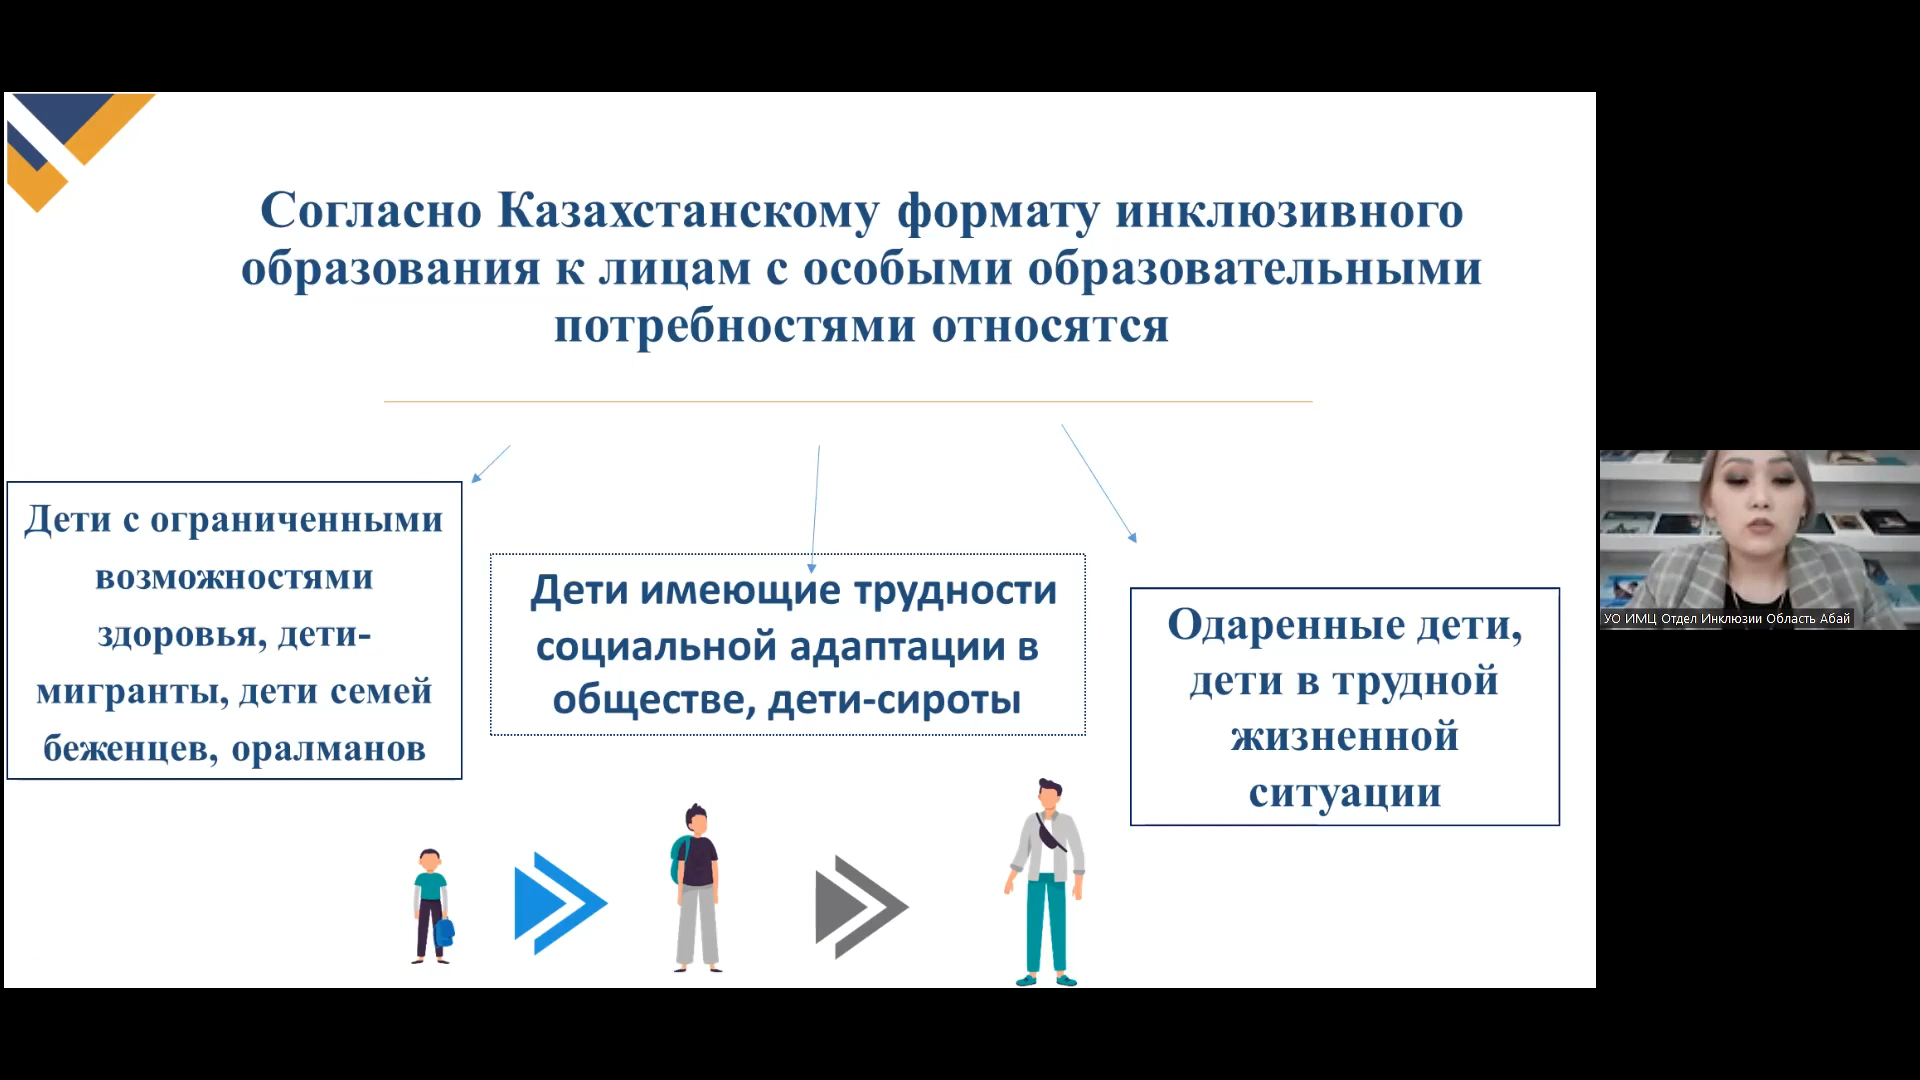 Согласно Казахстанскому формату инклюзивного
образования к лицам с особыми образовательными
потребностями относятся
Дети с ограниченными
возможностями
здоровья, дети-
мигранты, дети семей
беженцев, оралманов
Дети имеющие трудности
социальной адаптации в
обществе, дети-сироты
Одаренные дети,
дети в трудной
жизненной
ситуации
УО ИМЦ Отдел Инклюзии Область Абай